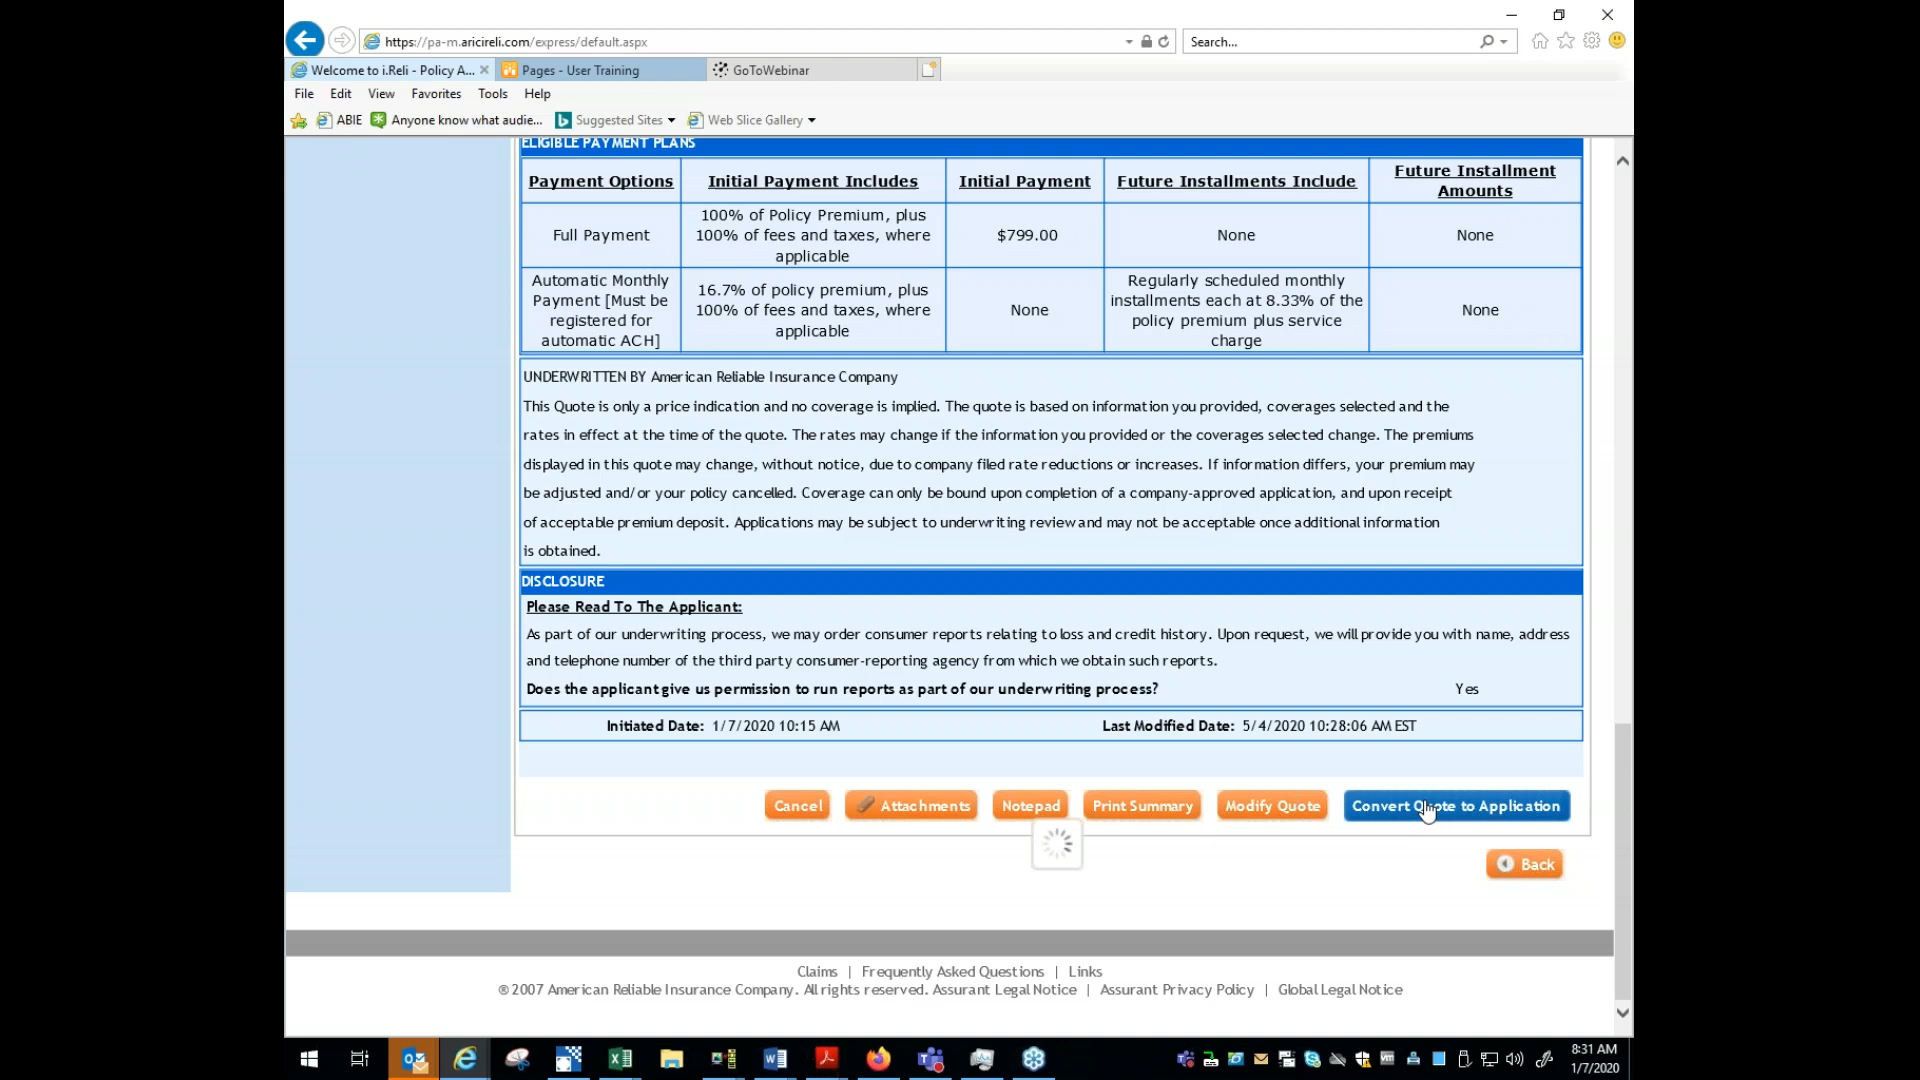 https://pa-m.aricireli.com/express/default.aspx
Search...
Welcome to i.Reli - Policy A...
Pages - User Training
GoToWebinar
File Edit View Favorites Tools Help
ABIE Anyone know what audie... Suggested Sites Web Slice Gallery
ELIGIBLE PAYMENT PLANS
Payment Options Initial Payment Includes Initial Payment Future Installments Include Future Installment
Amounts
Full Payment
100% of Policy Premium, plus
100% of fees and taxes, where
applicable
$799.00
None
None
Automatic Monthly
Payment [Must be
registered for
automatic ACH]
16.7% of policy premium, plus
100% of fees and taxes, where
applicable
None
Regularly scheduled monthly
installments each at 8.33% of the
policy premium plus service
charge
None
UNDERWRITTEN BY American Reliable Insurance Company
This Quote is only a price indication and no coverage is implied. The quote is based on information you provided, coverages selected and the
rates in effect at the time of the quote. The rates may change if the information you provided or the coverages selected change. The premiums
displayed in this quote may change, without notice, due to company filed rate reductions or increases. If information differs, your premium may
be adjusted and/or your policy cancelled. Coverage can only be bound upon completion of a company-approved application, and upon receipt
of acceptable premium deposit. Applications may be subject to underwriting review and may not be acceptable once additional information
is obtained.
DISCLOSURE
Please Read To The Applicant:
As part of our underwriting process, we may order consumer reports relating to loss and credit history. Upon request, we will provide you with name, address
and telephone number of the third party consumer-reporting agency from which we obtain such reports.
Does the applicant give us permission to run reports as part of our underwriting process? Yes
Initiated Date: 1/7/2020 10:15 AM Last Modified Date: 5/4/2020 10:28:06 AM EST
Cancel Attachments Notepad Print Summary Modify Quote Convert Quote to Application
Back
Claims | Frequently Asked Questions | Links
® 2007 American Reliable Insurance Company. All rights reserved. Assurant Legal Notice | Assurant Privacy Policy | Global Legal Notice
8:31 AM
1/7/2020